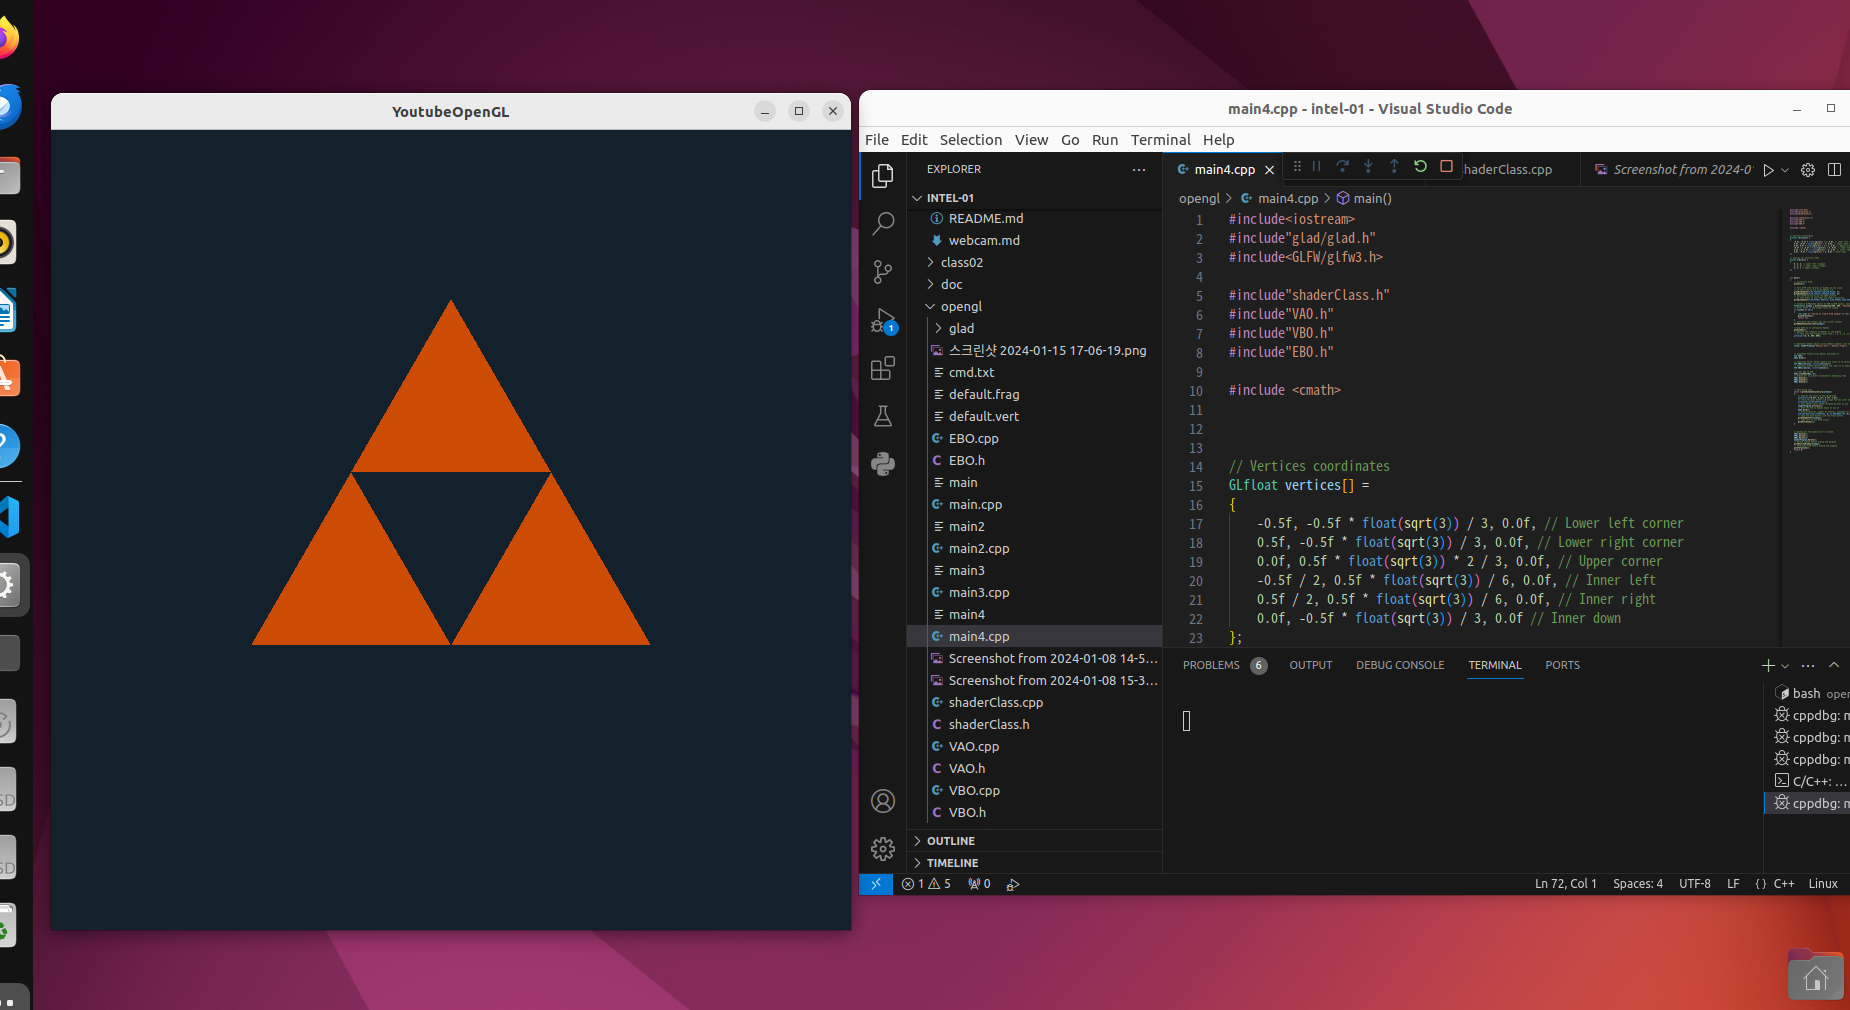 YoutubeOpenGL
main4.cpp - intel-01 - Visual Studio Code
File Edit Selection View Go Run Terminal Help
EXPLORER
INTEL-01
README.md
webcam.md
class02
doc
opengl
glad
스크린샷 2024-01-15 17-06-19.png
cmd.txt
default.frag
default.vert
EBO.cpp
EBO.h
main
main.cpp
main2
main2.cpp
main3
main3.cpp
main4
main4.cpp
Screenshot from 2024-01-08 14-5...
Screenshot from 2024-01-08 15-3...
shaderClass.cpp
shaderClass.h
VAO.cpp
VAO.h
VBO.cpp
VBO.h
OUTLINE
TIMELINE
1
main4.cpp
haderClass.cpp
Screenshot from 2024-0
opengl > main4.cpp > main()
1 #include<iostream>
2 #include"glad/glad.h"
3 #include<GLFW/glfw3.h>
4
5 #include"shaderClass.h"
6 #include"VAO.h"
7 #include"VBO.h"
8 #include"EBO.h"
9
10 #include <cmath>
11
12
13
14 // Vertices coordinates
15 GLfloat vertices[] =
16 {
17 -0.5f, -0.5f * float(sqrt(3)) / 3, 0.0f, // Lower left corner
18 0.5f, -0.5f * float(sqrt(3)) / 3, 0.0f, // Lower right corner
19 0.0f, 0.5f * float(sqrt(3)) * 2 / 3, 0.0f, // Upper corner
20 -0.5f / 2, 0.5f * float(sqrt(3)) / 6, 0.0f, // Inner left
21 0.5f / 2, 0.5f * float(sqrt(3)) / 6, 0.0f, // Inner right
22 0.0f, -0.5f * float(sqrt(3)) / 3, 0.0f // Inner down
23 };
PROBLEMS 6 OUTPUT DEBUG CONSOLE TERMINAL PORTS
bash open
cppdbg: m
cppdbg: m
cppdbg: m
C/C++: ...
cppdbg: m
1 5 0
Ln 72, Col 1 Spaces: 4 UTF-8 LF {} C++ Linux